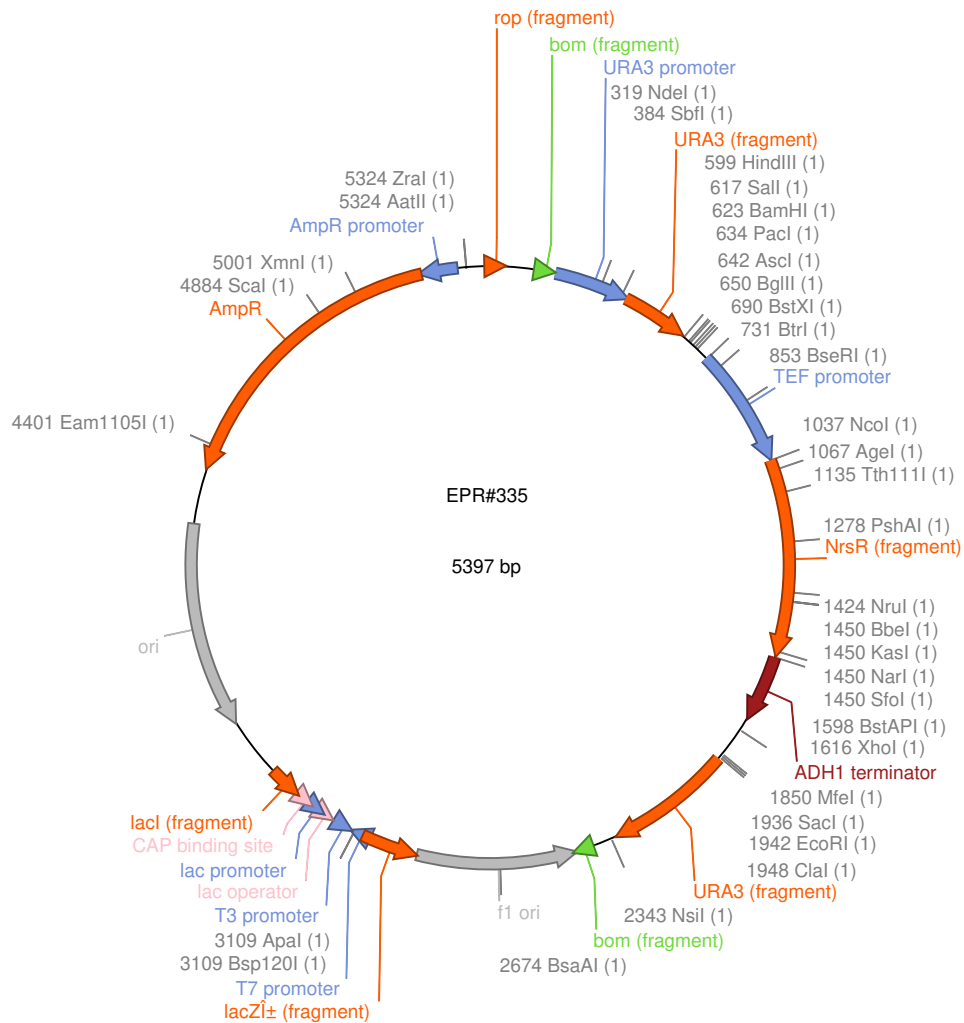 rop (fragment)
bom (fragment)
URA3 promoter
319 NdeI (1)
384 SbfI (1)
URA3 (fragment)
599 HindIII (1)
617 SalI (1)
623 BamHI (1)
634 PacI (1)
642 AscI (1)
650 BglII (1)
690 BstXI (1)
731 BtrI (1)
853 BseRI (1)
TEF promoter
1037 NcoI (1)
1067 AgeI (1)
1135 Tth111I (1)
1278 PshAI (1)
NrsR (fragment)
1424 NruI (1)
1450 BbeI (1)
1450 KasI (1)
1450 NarI (1)
1450 SfoI (1)
1598 BstAPI (1)
1616 XhoI (1)
ADH1 terminator
1850 MfeI (1)
1936 SacI (1)
1942 EcoRI (1)
1948 ClaI (1)
URA3 (fragment)
2343 NsiI (1)
bom (fragment)
2674 BsaAI (1)
f1 ori
lacZÎ± (fragment)
T7 promoter
3109 Bsp120I (1)
3109 ApaI (1)
T3 promoter
lac operator
lac promoter
CAP binding site
lacI (fragment)
ori
4401 Eam1105I (1)
AmpR
4884 ScaI (1)
5001 XmnI (1)
AmpR promoter
5324 AatII (1)
5324 ZraI (1)
EPR#335
5397 bp